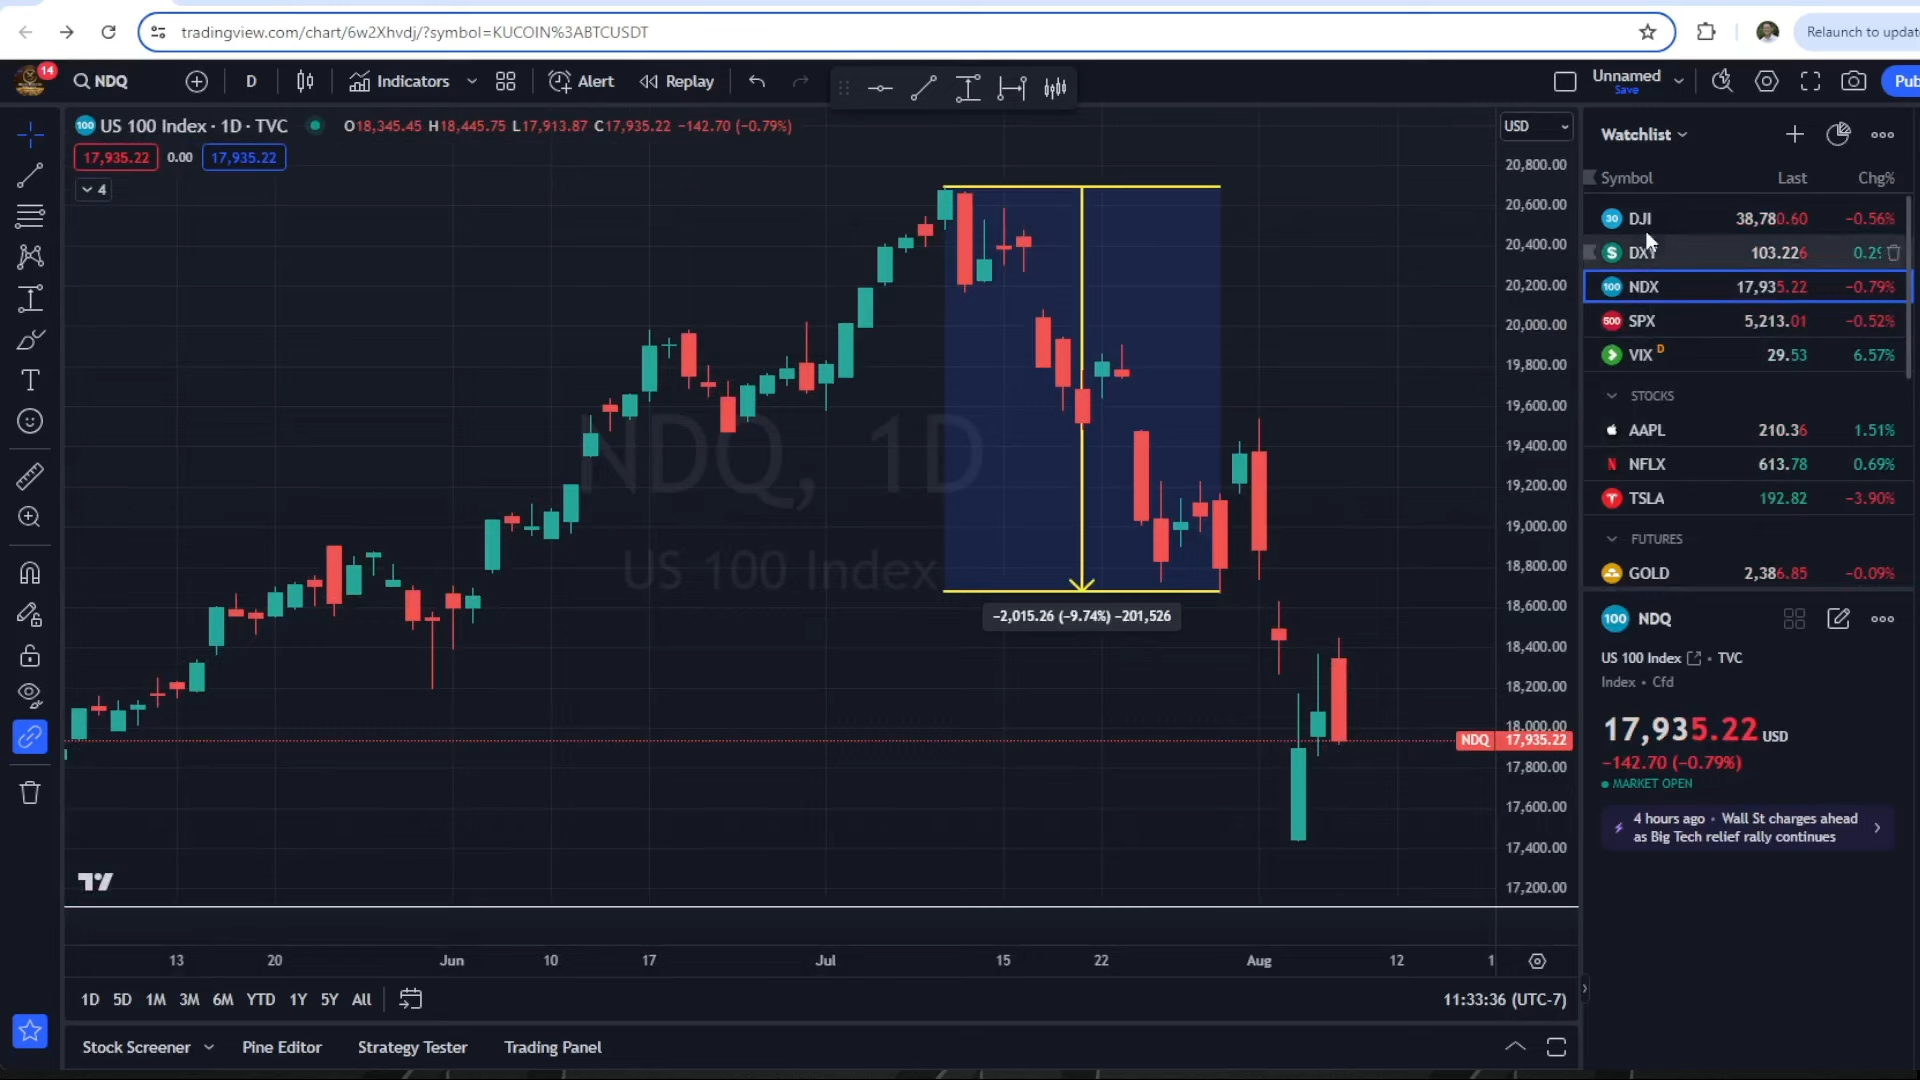 tradingview.com/chart/6w2Xhvdj/?symbol=KUCOIN%3ABTCUSDT
Relaunch to updat
14
NDQ
D
Indicators
Alert
Replay
Unnamed
Save
Pub
US 100 Index · 1D · TVC
O18,345.45 H18,445.75 L17,913.87 C17,935.22 −142.70 (−0.79%)
17,935.22 0.00 17,935.22
4
NDQ, 1D
US 100 Index
−2,015.26 (−9.74%) −201,526
USD
20,800.00
20,600.00
20,400.00
20,200.00
20,000.00
19,800.00
19,600.00
19,400.00
19,200.00
19,000.00
18,800.00
18,600.00
18,400.00
18,200.00
18,000.00
NDQ 17,935.22
17,800.00
17,600.00
17,400.00
17,200.00
13 20 Jun 10 17 Jul 15 22 Aug 12 1
1D 5D 1M 3M 6M YTD 1Y 5Y All
11:33:36 (UTC-7)
Stock Screener Pine Editor Strategy Tester Trading Panel
Watchlist
Symbol Last Chg%
30 DJI 38,780.60 −0.56%
S DXY 103.226 0.29
100 NDX 17,935.22 −0.79%
500 SPX 5,213.01 −0.52%
VIX D 29.53 6.57%
STOCKS
AAPL 210.36 1.51%
NFLX 613.78 0.69%
TSLA 192.82 −3.90%
FUTURES
GOLD 2,386.85 −0.09%
100 NDQ
US 100 Index • TVC
Index • Cfd
17,935.22 USD
−142.70 (−0.79%)
MARKET OPEN
4 hours ago • Wall St charges ahead
as Big Tech relief rally continues